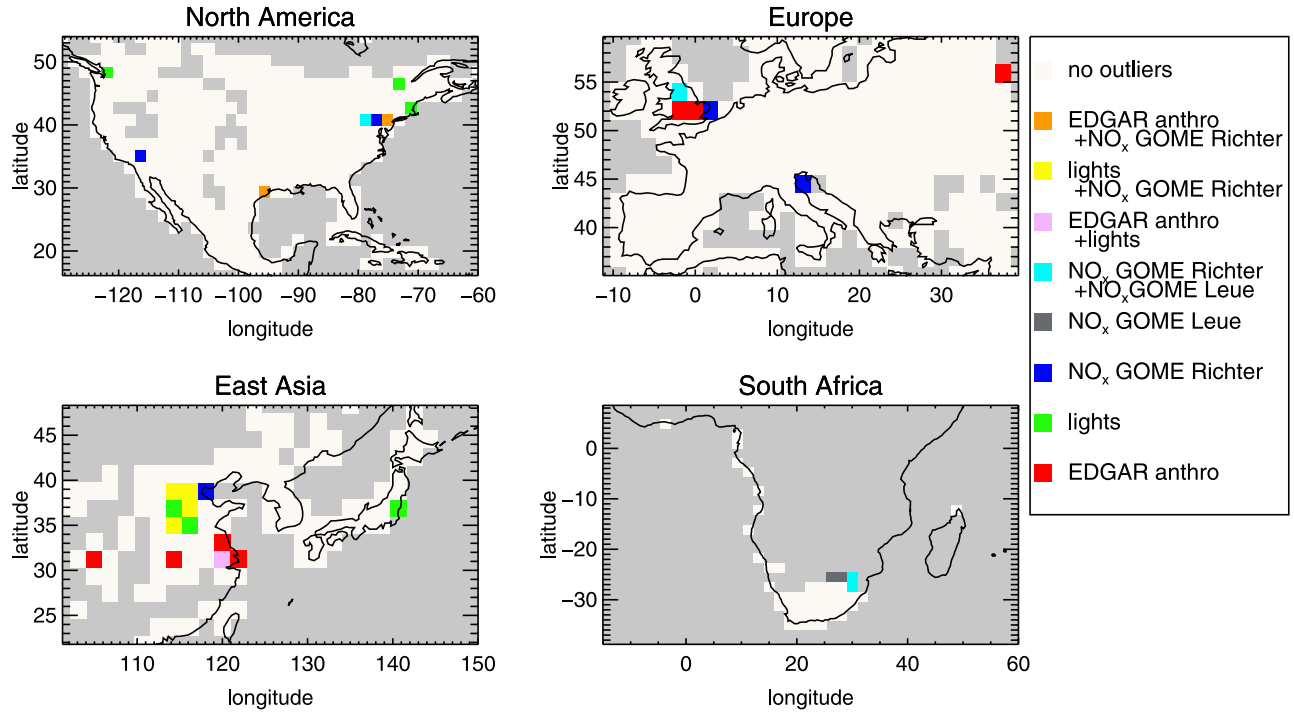 North America
50
40
30
20
latitude
−120 −110 −100 −90 −80 −70 −60
longitude
Europe
55
50
45
40
latitude
−10 0 10 20 30
longitude
no outliers
EDGAR anthro
+NOx GOME Richter
lights
+NOx GOME Richter
EDGAR anthro
+lights
NOx GOME Richter
+NOxGOME Leue
NOx GOME Leue
NOx GOME Richter
lights
EDGAR anthro
East Asia
45
40
35
30
25
latitude
110 120 130 140 150
longitude
South Africa
0
−10
−20
−30
latitude
0 20 40 60
longitude